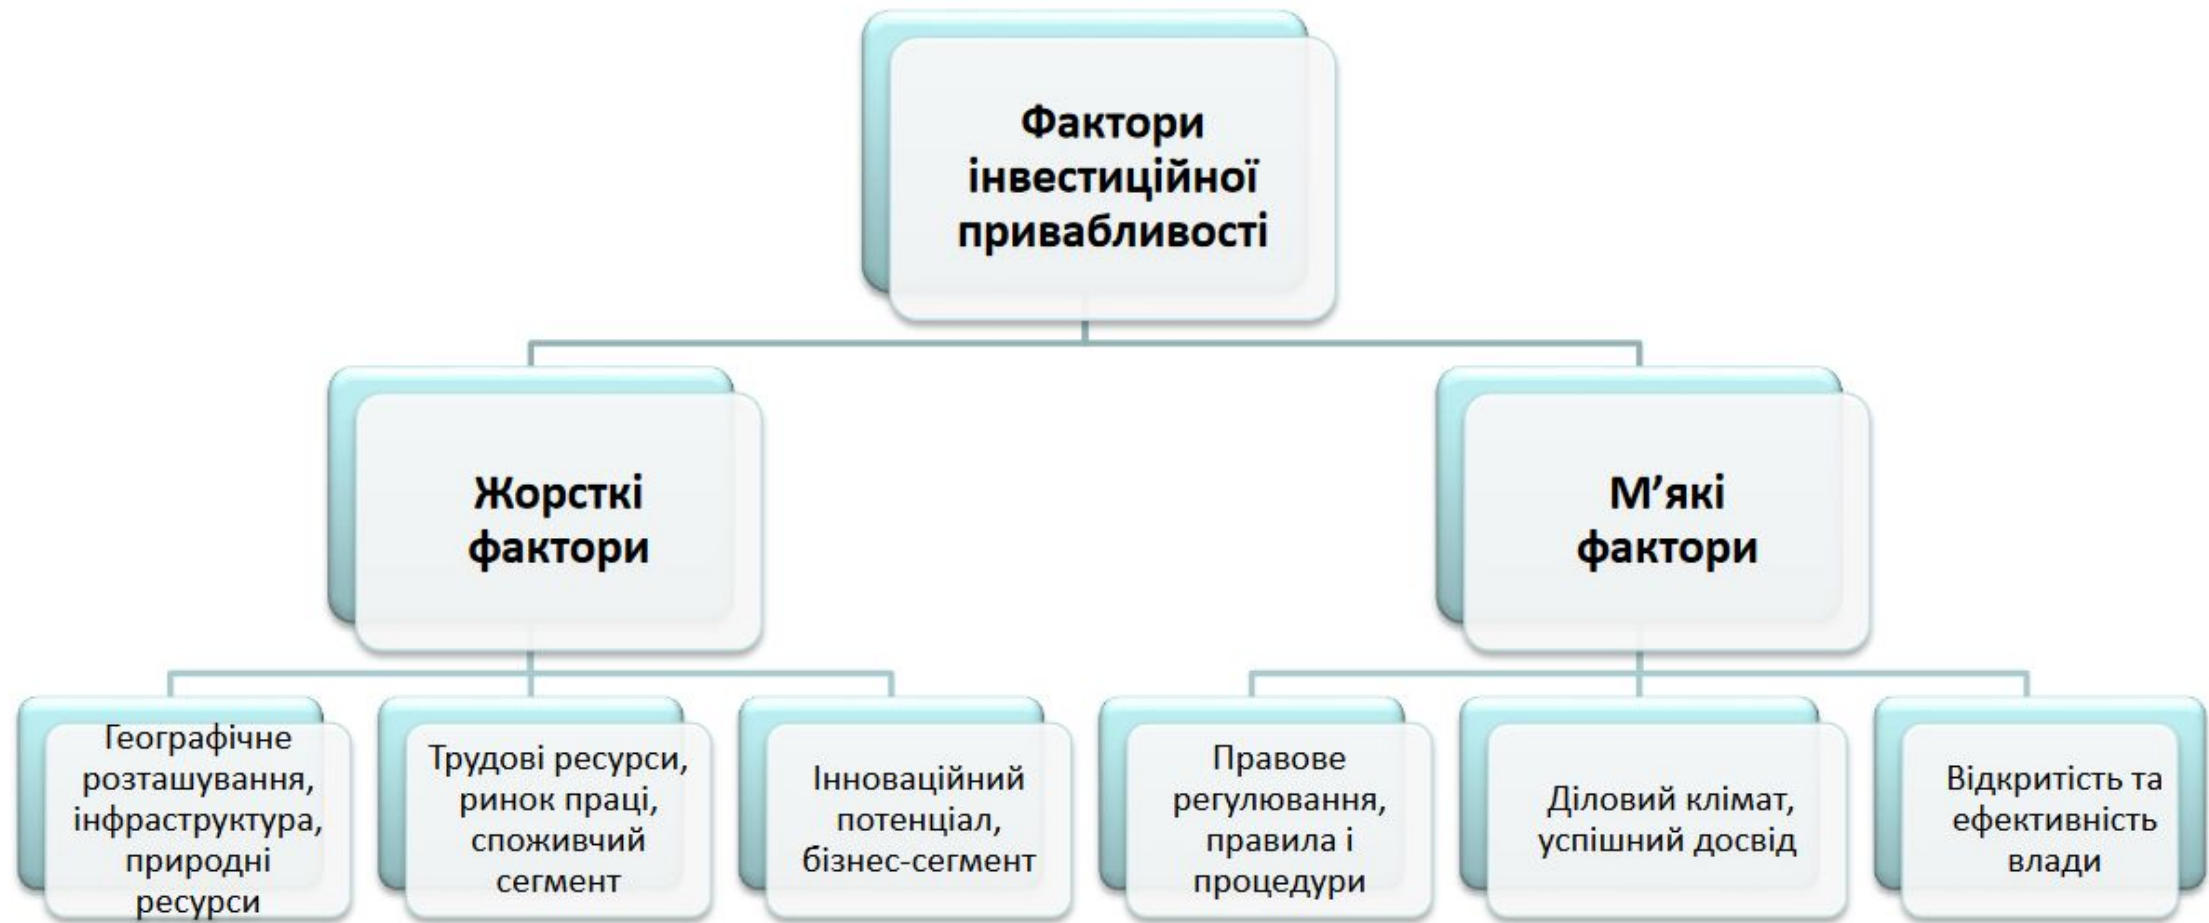 Фактори
інвестиційної
привабливості
Жорсткі
фактори
М’які
фактори
Географічне
розташування,
інфраструктура,
природні
ресурси
Трудові ресурси,
ринок праці,
споживчий
сегмент
Інноваційний
потенціал,
бізнес-сегмент
Правове
регулювання,
правила і
процедури
Діловий клімат,
успішний досвід
Відкритість та
ефективність
влади